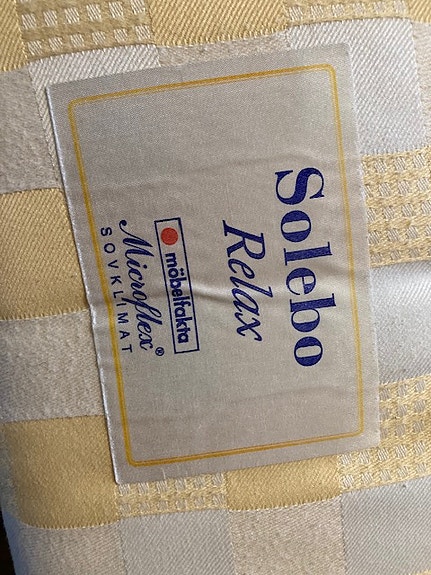 Solebo
Relax
möbelfakta
Microflex®
SOVKLIMAT